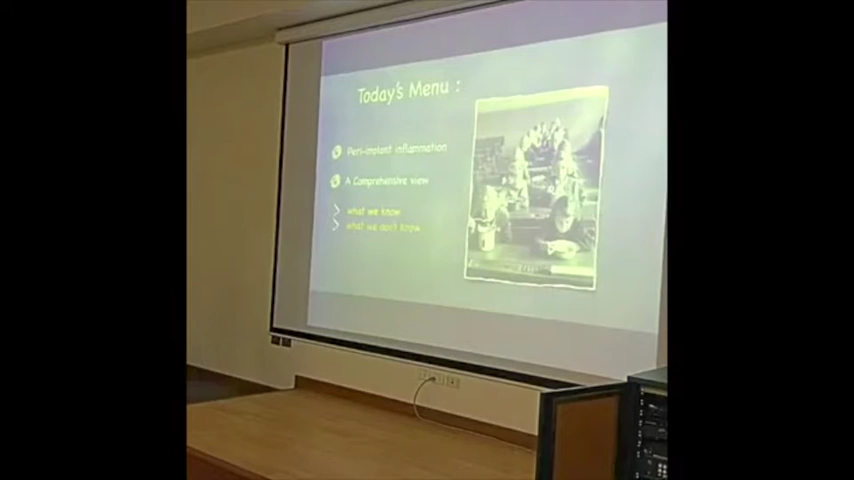 Today's Menu :
Peri-implant inflammation
A Comprehensive view
what we know
what we don't know